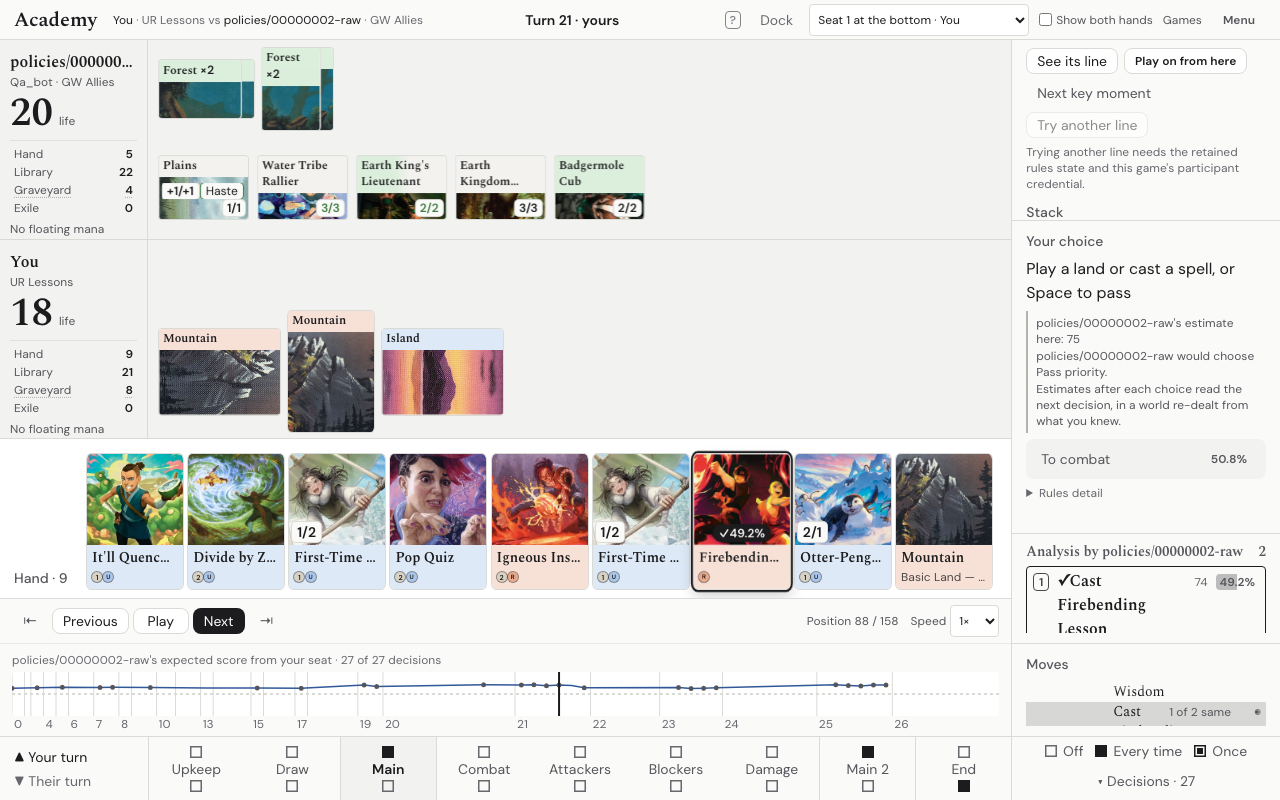 Academy
You · UR Lessons vs policies/00000002-raw · GW Allies
Turn 21 · yours
?
Dock
Seat 1 at the bottom · You
Show both hands
Games
Menu
policies/000000…
Qa_bot · GW Allies
20 life
Hand 5
Library 22
Graveyard 4
Exile 0
No floating mana
Forest ×2
Forest ×2
Plains
+1/+1 Haste
1/1
Water Tribe Rallier
3/3
Earth King's Lieutenant
2/2
Earth Kingdom…
3/3
Badgermole Cub
2/2
You
UR Lessons
18 life
Hand 9
Library 21
Graveyard 8
Exile 0
No floating mana
Mountain
Mountain
Island
Hand · 9
It'll Quenc…
1 U
Divide by Z…
2 U
1/2
First-Time …
1 U
Pop Quiz
2 U
Igneous Ins…
2 R
1/2
First-Time …
1 U
✓49.2%
Firebendin…
R
2/1
Otter-Peng…
1 U
Mountain
Basic Land — …
Previous
Play
Next
Position 88 / 158
Speed
1×
policies/00000002-raw's expected score from your seat · 27 of 27 decisions
0 4 6 7 8 10 13 15 17 19 20 21 22 23 24 25 26
▲ Your turn
▼ Their turn
Upkeep
Draw
Main
Combat
Attackers
Blockers
Damage
Main 2
End
See its line
Play on from here
Next key moment
Try another line
Trying another line needs the retained
rules state and this game's participant
credential.
Stack
Your choice
Play a land or cast a spell, or
Space to pass
policies/00000002-raw's estimate
here: 75
policies/00000002-raw would choose
Pass priority.
Estimates after each choice read the
next decision, in a world re-dealt from
what you knew.
To combat 50.8%
▶ Rules detail
Analysis by policies/00000002-raw 2
1 ✓Cast 74 49.2%
Firebending
Lesson
Moves
Wisdom
Cast 1 of 2 same
Off
Every time
Once
Decisions · 27